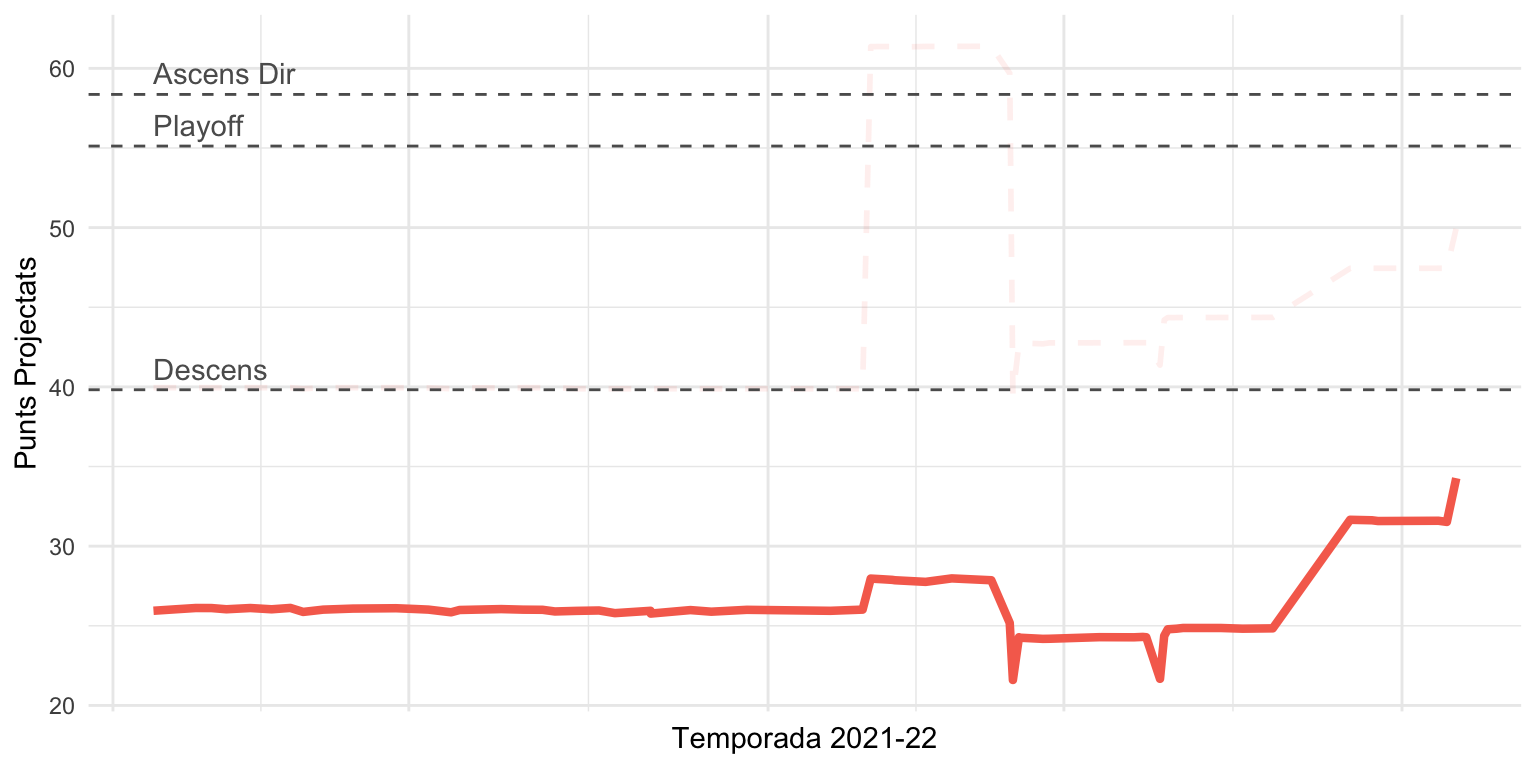 60
Ascens Dir
Playoff
50
Descens
40
30
20
Punts Projectats
Temporada 2021-22